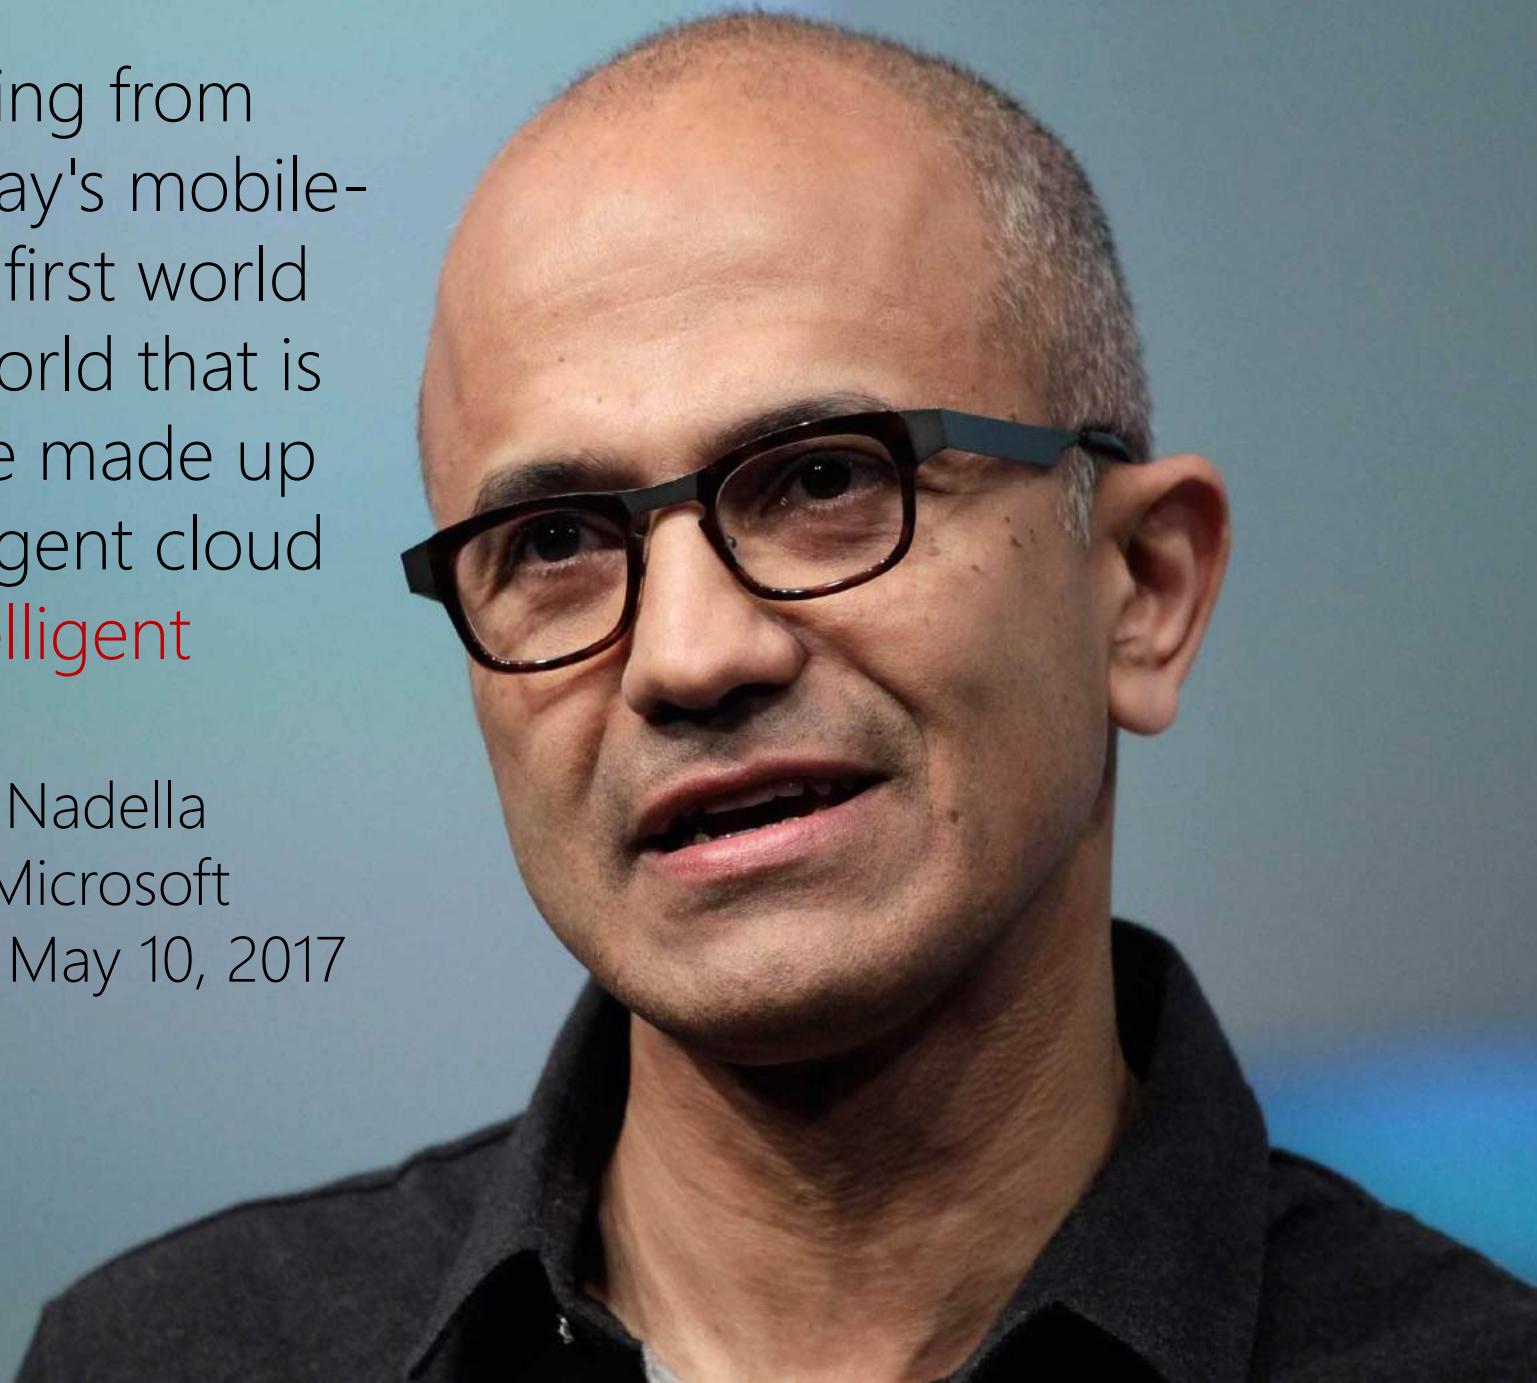 ing from
ay's mobile-
first world
orld that is
e made up
gent cloud
lligent
Nadella
Microsoft
May 10, 2017